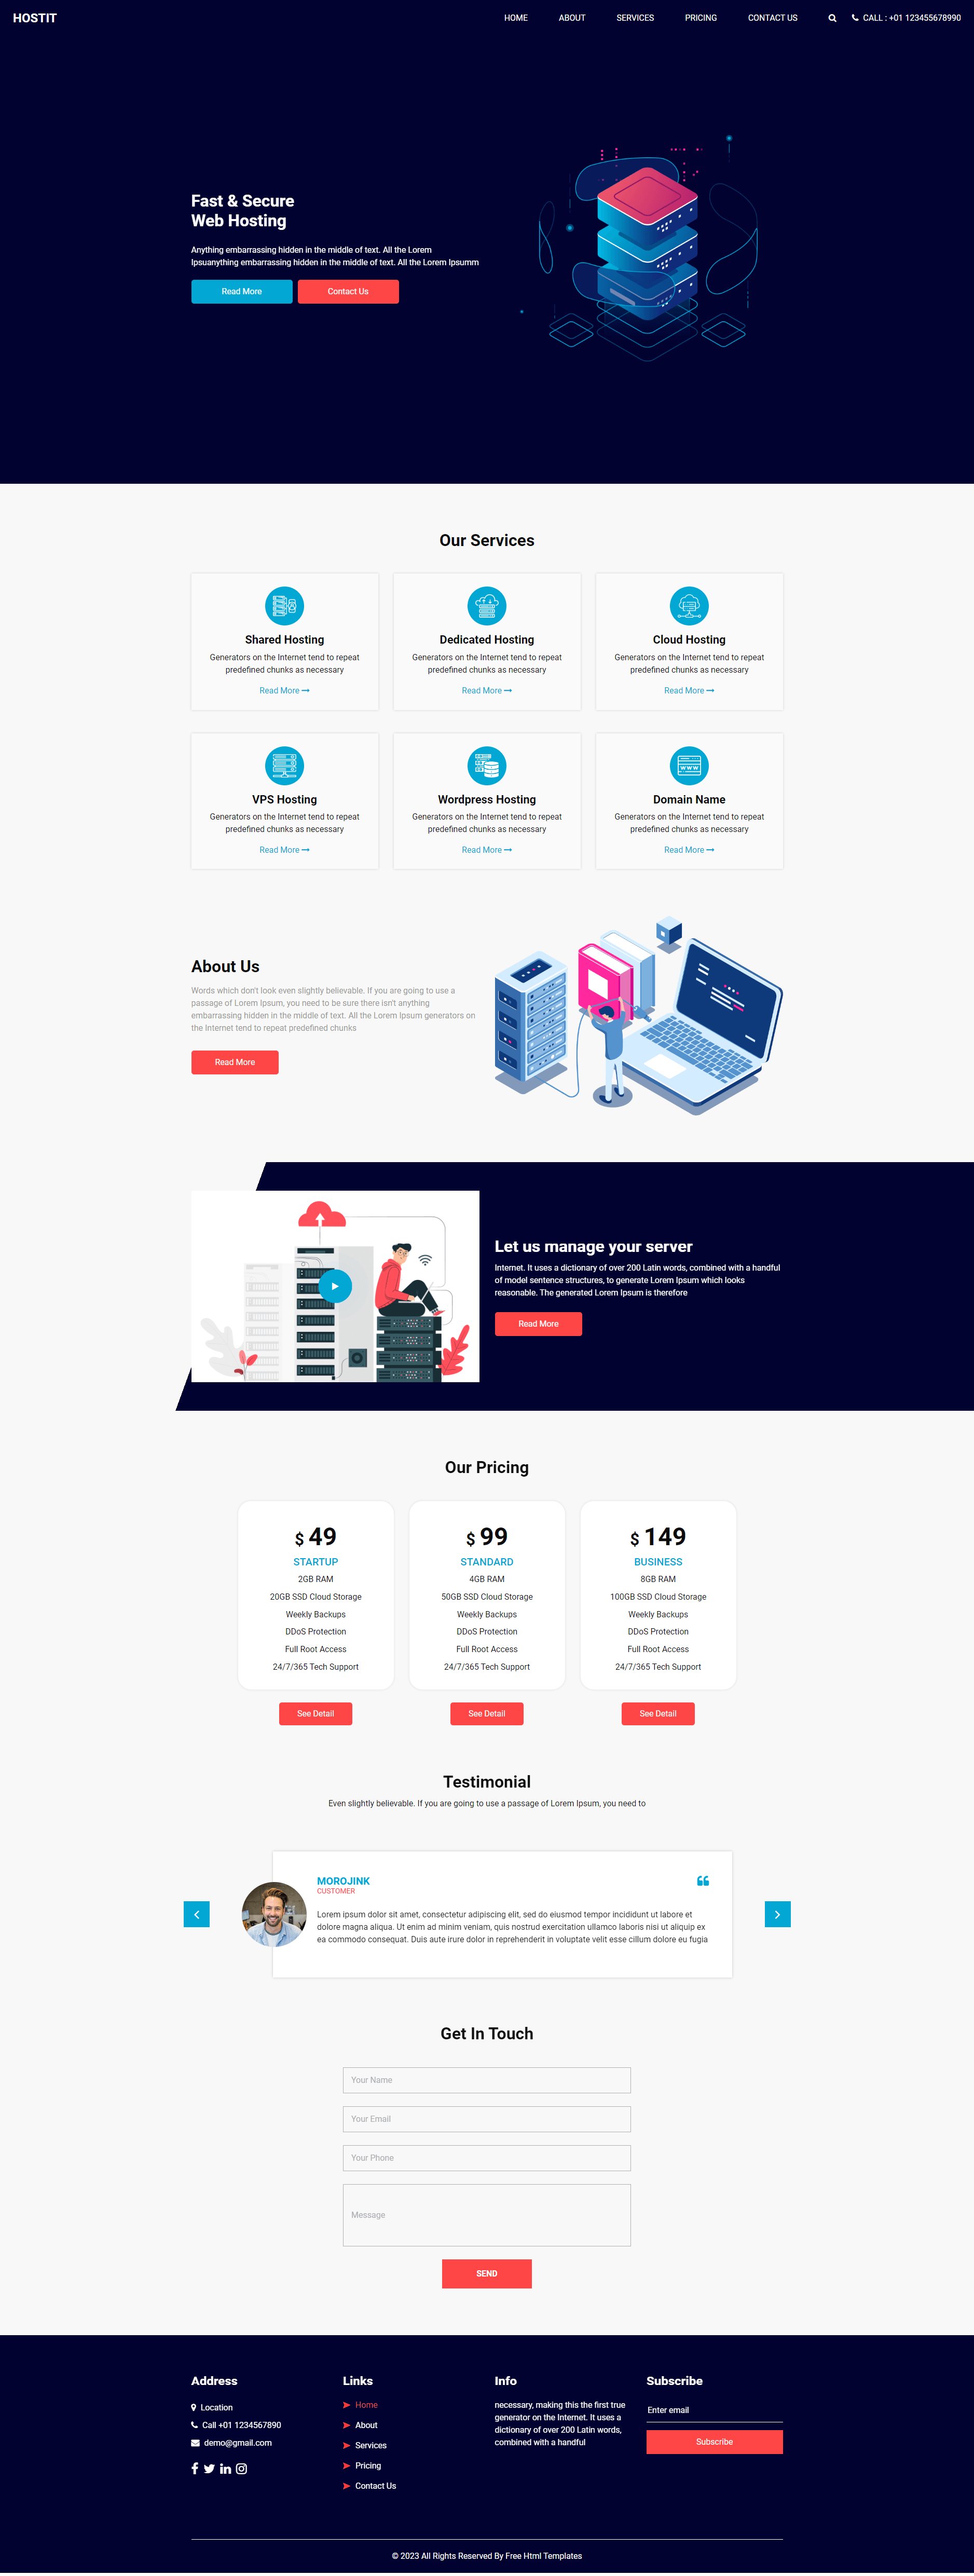 HOSTIT
HOME ABOUT SERVICES PRICING CONTACT US CALL : +01 123455678990
Fast & Secure
Web Hosting
Anything embarrassing hidden in the middle of text. All the Lorem
Ipsuanything embarrassing hidden in the middle of text. All the Lorem Ipsumm
Read More Contact Us
Our Services
Shared Hosting
Generators on the Internet tend to repeat
predefined chunks as necessary
Read More
Dedicated Hosting
Generators on the Internet tend to repeat
predefined chunks as necessary
Read More
Cloud Hosting
Generators on the Internet tend to repeat
predefined chunks as necessary
Read More
VPS Hosting
Generators on the Internet tend to repeat
predefined chunks as necessary
Read More
Wordpress Hosting
Generators on the Internet tend to repeat
predefined chunks as necessary
Read More
WWW
Domain Name
Generators on the Internet tend to repeat
predefined chunks as necessary
Read More
About Us
Words which don't look even slightly believable. If you are going to use a
passage of Lorem Ipsum, you need to be sure there isn't anything
embarrassing hidden in the middle of text. All the Lorem Ipsum generators on
the Internet tend to repeat predefined chunks
Read More
Let us manage your server
Internet. It uses a dictionary of over 200 Latin words, combined with a handful
of model sentence structures, to generate Lorem Ipsum which looks
reasonable. The generated Lorem Ipsum is therefore
Read More
Our Pricing
$ 49
STARTUP
2GB RAM
20GB SSD Cloud Storage
Weekly Backups
DDoS Protection
Full Root Access
24/7/365 Tech Support
See Detail
$ 99
STANDARD
4GB RAM
50GB SSD Cloud Storage
Weekly Backups
DDoS Protection
Full Root Access
24/7/365 Tech Support
See Detail
$ 149
BUSINESS
8GB RAM
100GB SSD Cloud Storage
Weekly Backups
DDoS Protection
Full Root Access
24/7/365 Tech Support
See Detail
Testimonial
Even slightly believable. If you are going to use a passage of Lorem Ipsum, you need to
MOROJINK
CUSTOMER
Lorem ipsum dolor sit amet, consectetur adipiscing elit, sed do eiusmod tempor incididunt ut labore et
dolore magna aliqua. Ut enim ad minim veniam, quis nostrud exercitation ullamco laboris nisi ut aliquip ex
ea commodo consequat. Duis aute irure dolor in reprehenderit in voluptate velit esse cillum dolore eu fugia
Get In Touch
Your Name
Your Email
Your Phone
Message
SEND
Address
Location
Call +01 1234567890
demo@gmail.com
Links
Home
About
Services
Pricing
Contact Us
Info
necessary, making this the first true
generator on the Internet. It uses a
dictionary of over 200 Latin words,
combined with a handful
Subscribe
Enter email
Subscribe
© 2023 All Rights Reserved By Free Html Templates